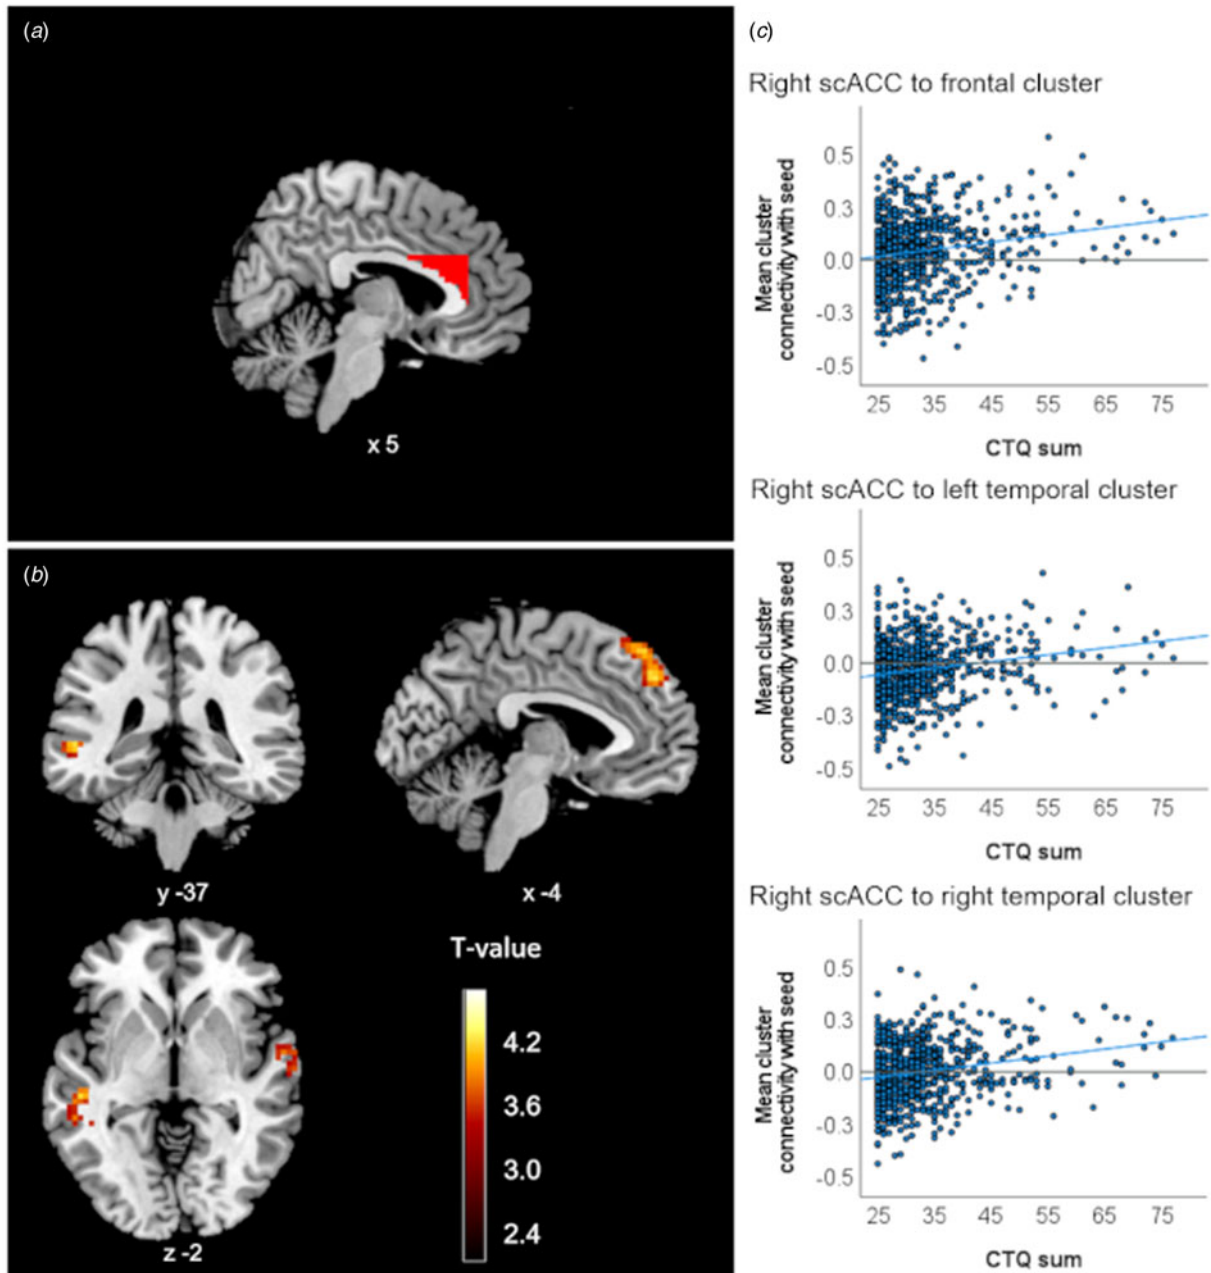 (a)
x 5
(b)
y -37
x -4
z -2
T-value
4.2
3.6
3.0
2.4
(c)
Right scACC to frontal cluster
Mean cluster
connectivity with seed
0.5
0.3
0.0
-0.3
-0.5
25 35 45 55 65 75
CTQ sum
Right scACC to left temporal cluster
Mean cluster
connectivity with seed
0.5
0.3
0.0
-0.3
-0.5
25 35 45 55 65 75
CTQ sum
Right scACC to right temporal cluster
Mean cluster
connectivity with seed
0.5
0.3
0.0
-0.3
-0.5
25 35 45 55 65 75
CTQ sum